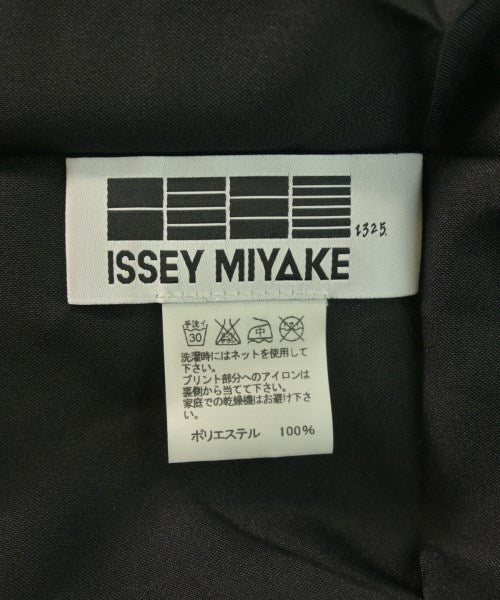 1325.
ISSEY MIYAKE
手洗イ
30
中
洗濯時にはネットを使用して
下さい。
プリント部分へのアイロンは
裏側から当てて下さい。
家庭での乾燥機はお避け下さ
い。
ポリエステル 100%